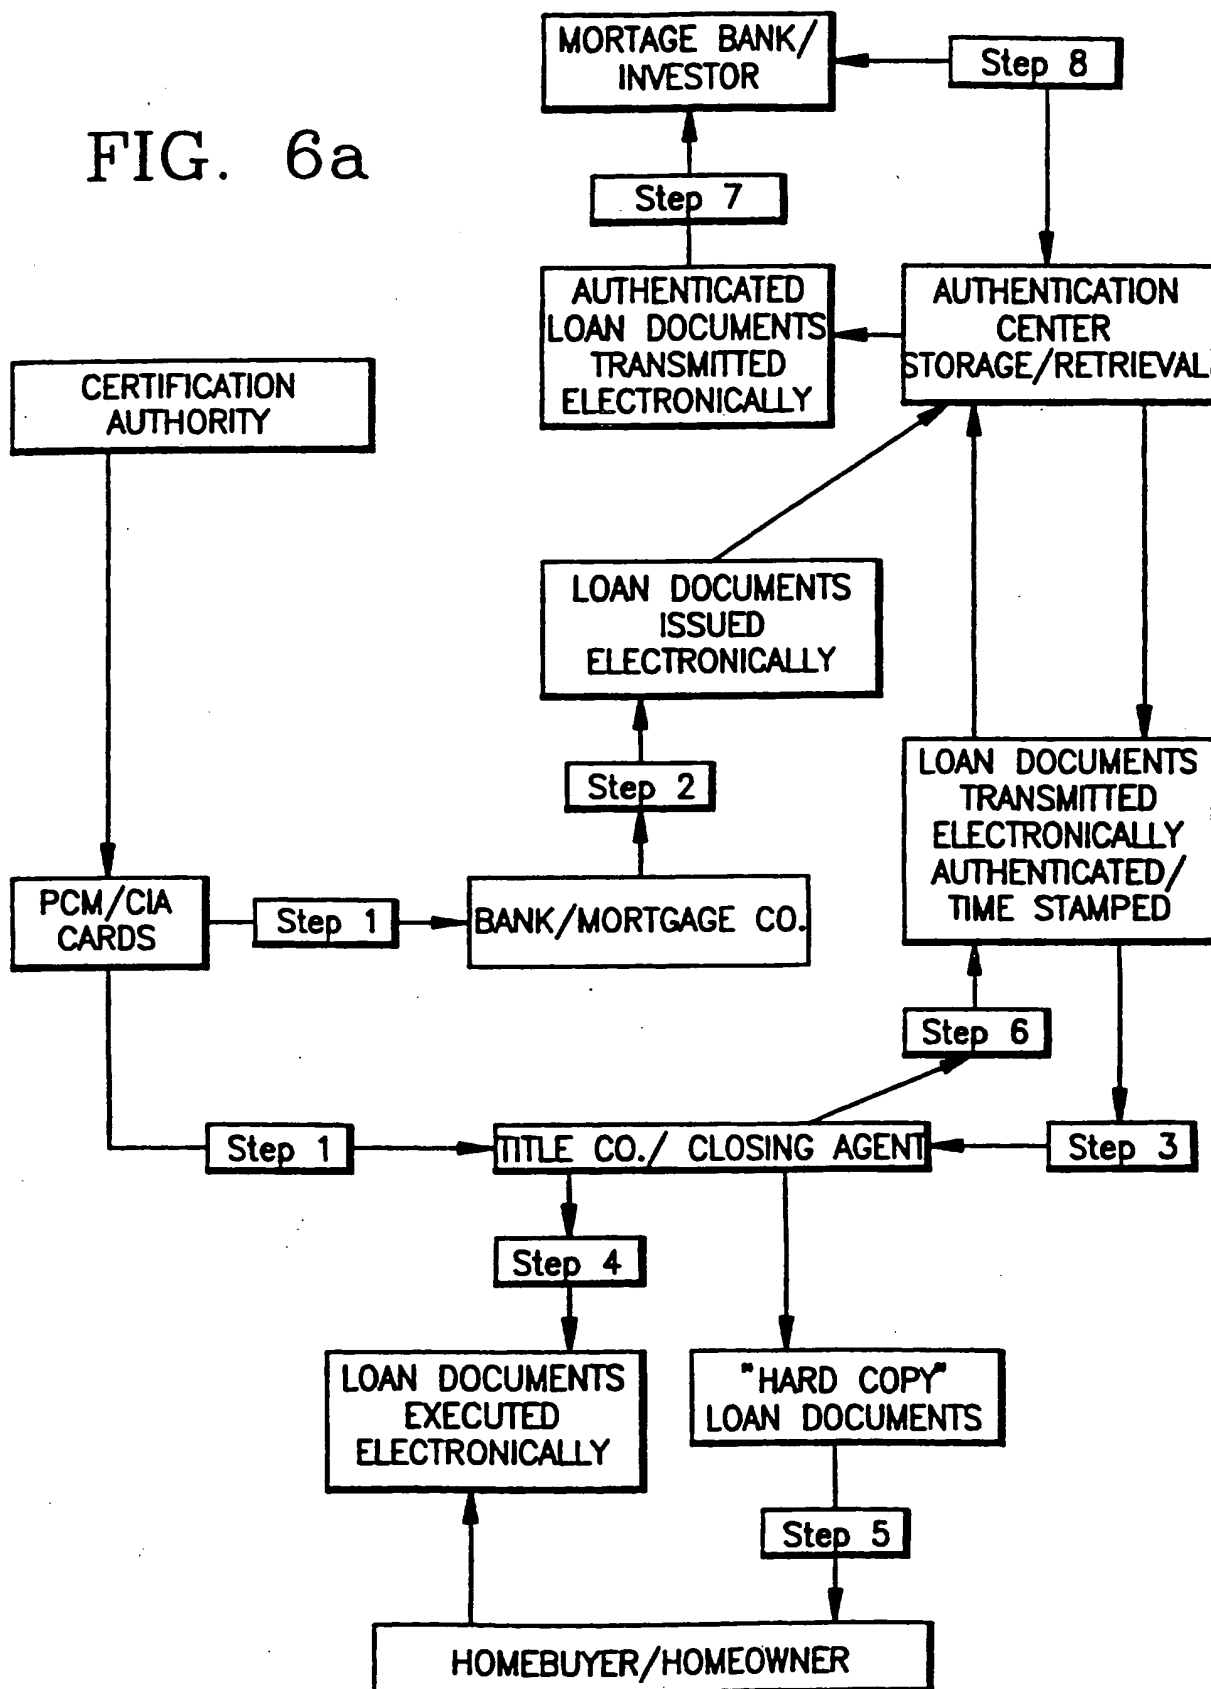 MORTAGE BANK/
INVESTOR
Step 8
FIG. 6a
Step 7
AUTHENTICATED
LOAN DOCUMENTS
TRANSMITTED
ELECTRONICALLY
AUTHENTICATION
CENTER
STORAGE/RETRIEVAL
CERTIFICATION
AUTHORITY
LOAN DOCUMENTS
ISSUED
ELECTRONICALLY
Step 2
LOAN DOCUMENTS
TRANSMITTED
ELECTRONICALLY
AUTHENTICATED/
TIME STAMPED
PCM/CIA
CARDS
Step 1
BANK/MORTGAGE CO.
Step 6
Step 1
TITLE CO./ CLOSING AGENT
Step 3
Step 4
LOAN DOCUMENTS
EXECUTED
ELECTRONICALLY
"HARD COPY"
LOAN DOCUMENTS
Step 5
HOMEBUYER/HOMEOWNER